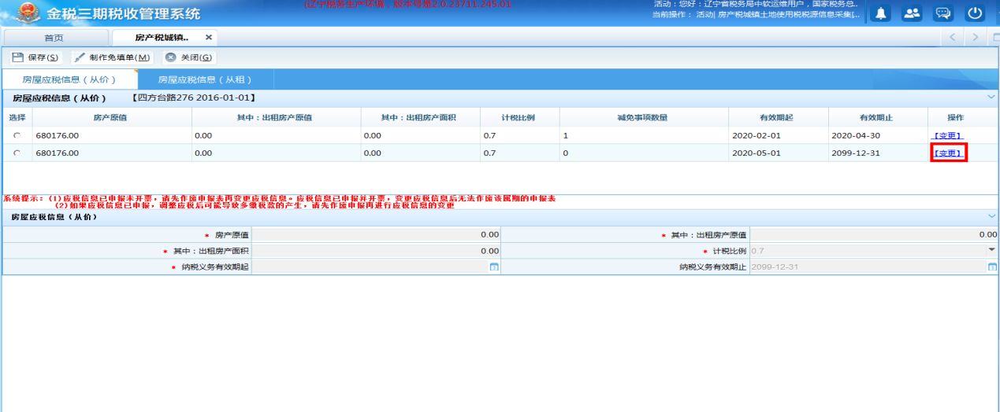 (辽宁税务生产环境，版本号是2.0.23711.245.01
活动：您好：辽宁省税务局中软运维用户，国家税务总..
金税三期税收管理系统
当前操作： 活动| 房产税城镇土地使用税税源信息采集[...
首页 房产税城镇.. ×
保存(S) 制作免填单(M) 关闭(G)
房屋应税信息（从价） 房屋应税信息（从租）
房屋应税信息（从价） 【四方台路276 2016-01-01】
选择 房产原值 其中：出租房产原值 其中：出租房产面积 计税比例 减免事项数量 有效期起 有效期止 操作
680176.00 0.00 0.00 0.7 1 2020-02-01 2020-04-30 【变更】
680176.00 0.00 0.00 0.7 0 2020-05-01 2099-12-31 【变更】
系统提示：(1)应税信息已申报未开票，请先作废申报表再变更应税信息。应税信息已申报并开票，变更应税信息后无法作废该属期的申报表
(2)如果应税信息已申报，调整应税后可能导致多缴税款的产生，请先作废申报再进行应税信息的变更
房屋应税信息（从价）
* 房产原值 0.00 * 其中：出租房产原值 0.00
* 其中：出租房产面积 0.00 * 计税比例 0.7
* 纳税义务有效期起 纳税义务有效期止 2099-12-31